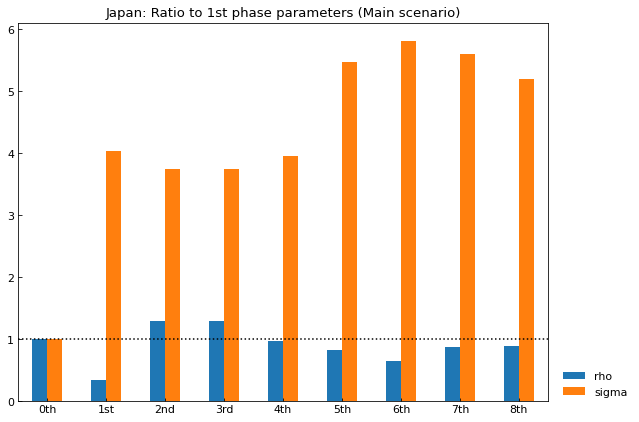 Japan: Ratio to 1st phase parameters (Main scenario)
6
5
4
3
2
1
0
0th 1st 2nd 3rd 4th 5th 6th 7th 8th
rho
sigma